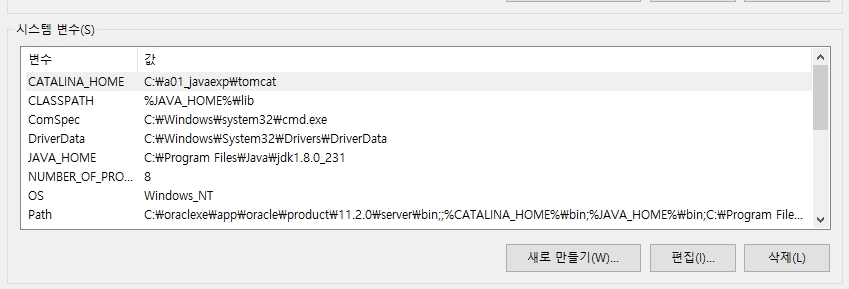 시스템 변수(S)
변수 값
CATALINA_HOME C:₩a01_javaexp₩tomcat
CLASSPATH %JAVA_HOME%₩lib
ComSpec C:₩Windows₩system32₩cmd.exe
DriverData C:₩Windows₩System32₩Drivers₩DriverData
JAVA_HOME C:₩Program Files₩Java₩jdk1.8.0_231
NUMBER_OF_PRO... 8
OS Windows_NT
Path C:₩oraclexe₩app₩oracle₩product₩11.2.0₩server₩bin;;%CATALINA_HOME%₩bin;%JAVA_HOME%₩bin;C:₩Program File...
새로 만들기(W)... 편집(I)... 삭제(L)